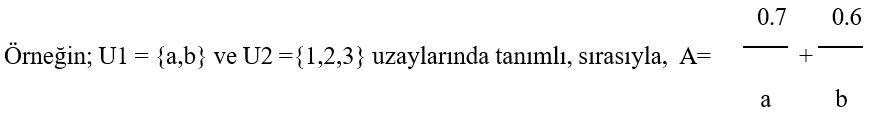 0.7 0.6
Örneğin; U1 = {a,b} ve U2 ={1,2,3} uzaylarında tanımlı, sırasıyla, A= +
a b